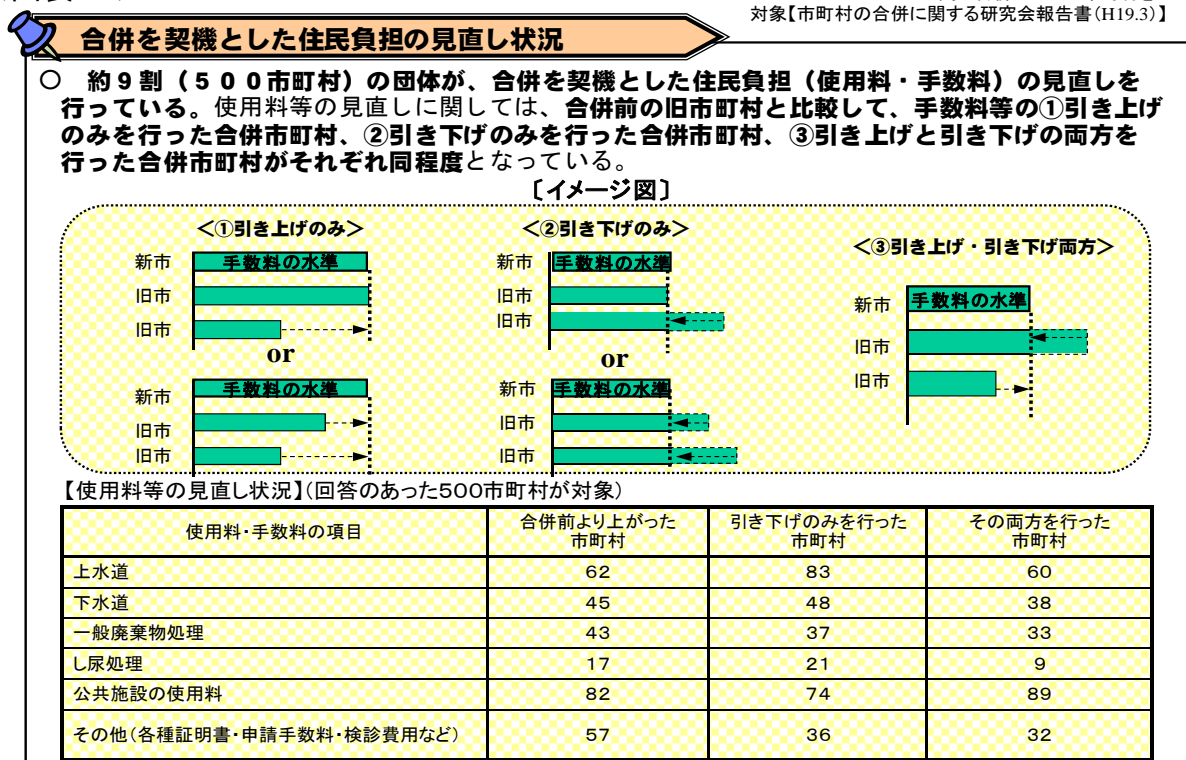 対象【市町村の合併に関する研究会報告書(H19.3)】
合併を契機とした住民負担の見直し状況
○ 約9割(500市町村)の団体が、合併を契機とした住民負担(使用料・手数料)の見直しを
行っている。使用料等の見直しに関しては、合併前の旧市町村と比較して、手数料等の①引き上げ
のみを行った合併市町村、②引き下げのみを行った合併市町村、③引き上げと引き下げの両方を
行った合併市町村がそれぞれ同程度となっている。
〔イメージ図〕
<①引き上げのみ>
新市 手数料の水準
旧市
旧市
or
新市 手数料の水準
旧市
旧市
<②引き下げのみ>
新市 手数料の水準
旧市
旧市
or
新市 手数料の水準
旧市
旧市
<③引き上げ・引き下げ両方>
新市 手数料の水準
旧市
旧市
【使用料等の見直し状況】(回答のあった500市町村が対象)
使用料・手数料の項目 合併前より上がった市町村 引き下げのみを行った市町村 その両方を行った市町村
上水道 62 83 60
下水道 45 48 38
一般廃棄物処理 43 37 33
し尿処理 17 21 9
公共施設の使用料 82 74 89
その他(各種証明書・申請手数料・検診費用など) 57 36 32